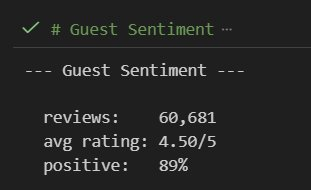 # Guest Sentiment ⋯
--- Guest Sentiment ---
reviews:    60,681
avg rating: 4.50/5
positive:   89%